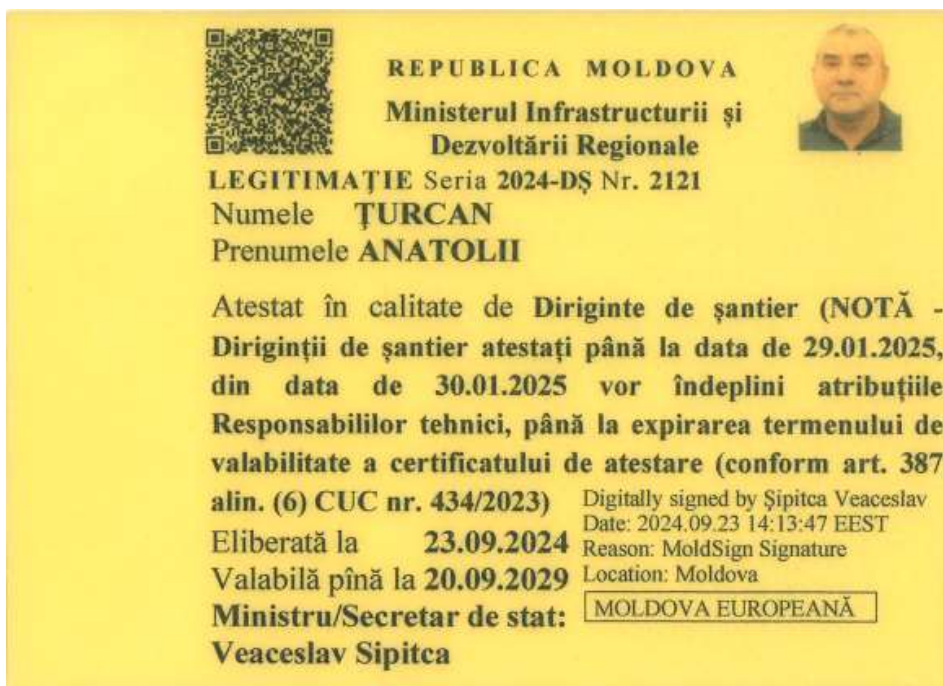 REPUBLICA MOLDOVA
Ministerul Infrastructurii și
Dezvoltării Regionale
LEGITIMAȚIE Seria 2024-DȘ Nr. 2121
Numele ȚURCAN
Prenumele ANATOLII
Atestat în calitate de Diriginte de șantier (NOTĂ -
Diriginții de șantier atestați până la data de 29.01.2025,
din data de 30.01.2025 vor îndeplini atribuțiile
Responsabililor tehnici, până la expirarea termenului de
valabilitate a certificatului de atestare (conform art. 387
alin. (6) CUC nr. 434/2023)
Eliberată la 23.09.2024
Valabilă pînă la 20.09.2029
Ministru/Secretar de stat:
Veaceslav Sipitca
Digitally signed by Șipitca Veaceslav
Date: 2024.09.23 14:13:47 EEST
Reason: MoldSign Signature
Location: Moldova
MOLDOVA EUROPEANĂ